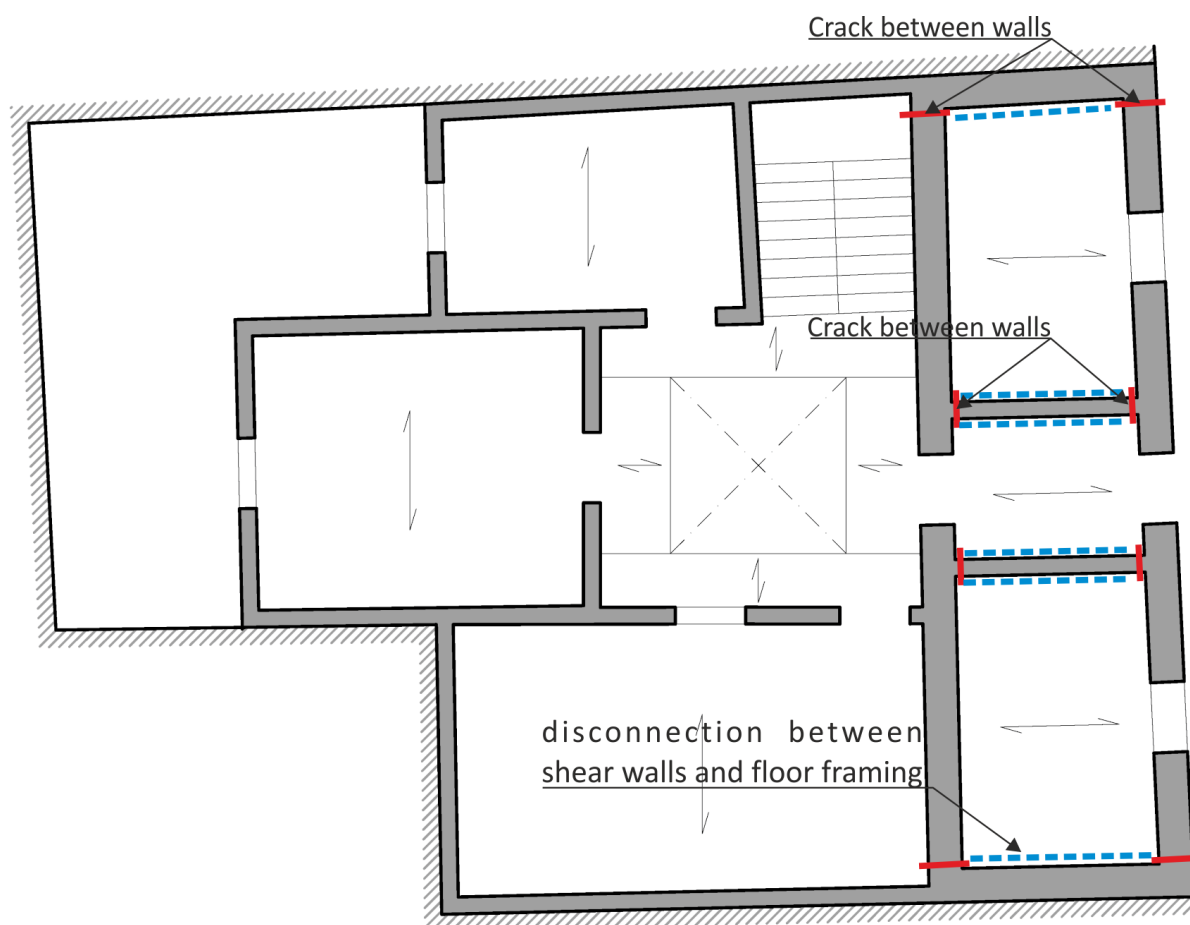 Crack between walls
Crack between walls
disconnection between
shear walls and floor framing